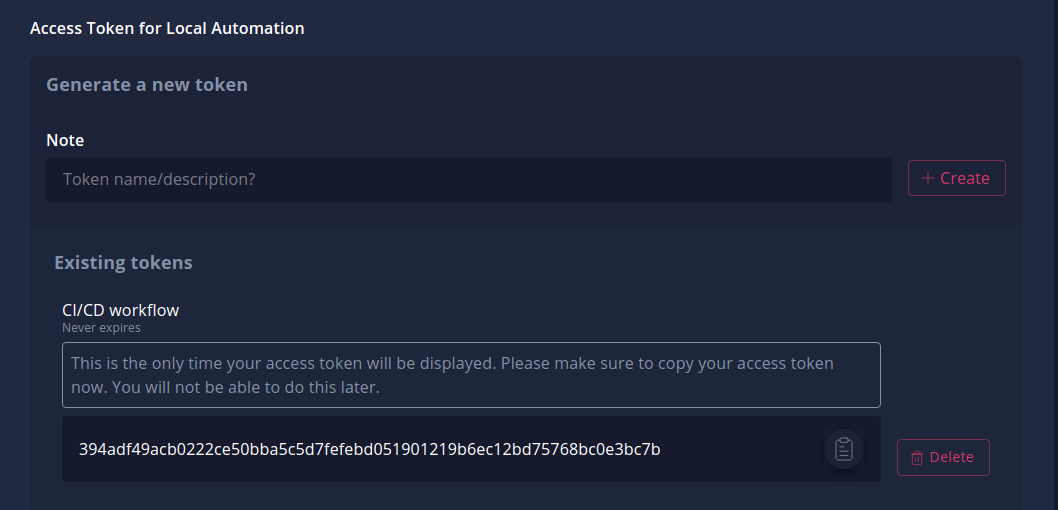 Access Token for Local Automation
Generate a new token
Note
Token name/description?
Create
Existing tokens
CI/CD workflow
Never expires
This is the only time your access token will be displayed. Please make sure to copy your access token
now. You will not be able to do this later.
394adf49acb0222ce50bba5c5d7fefebd051901219b6ec12bd75768bc0e3bc7b
Delete